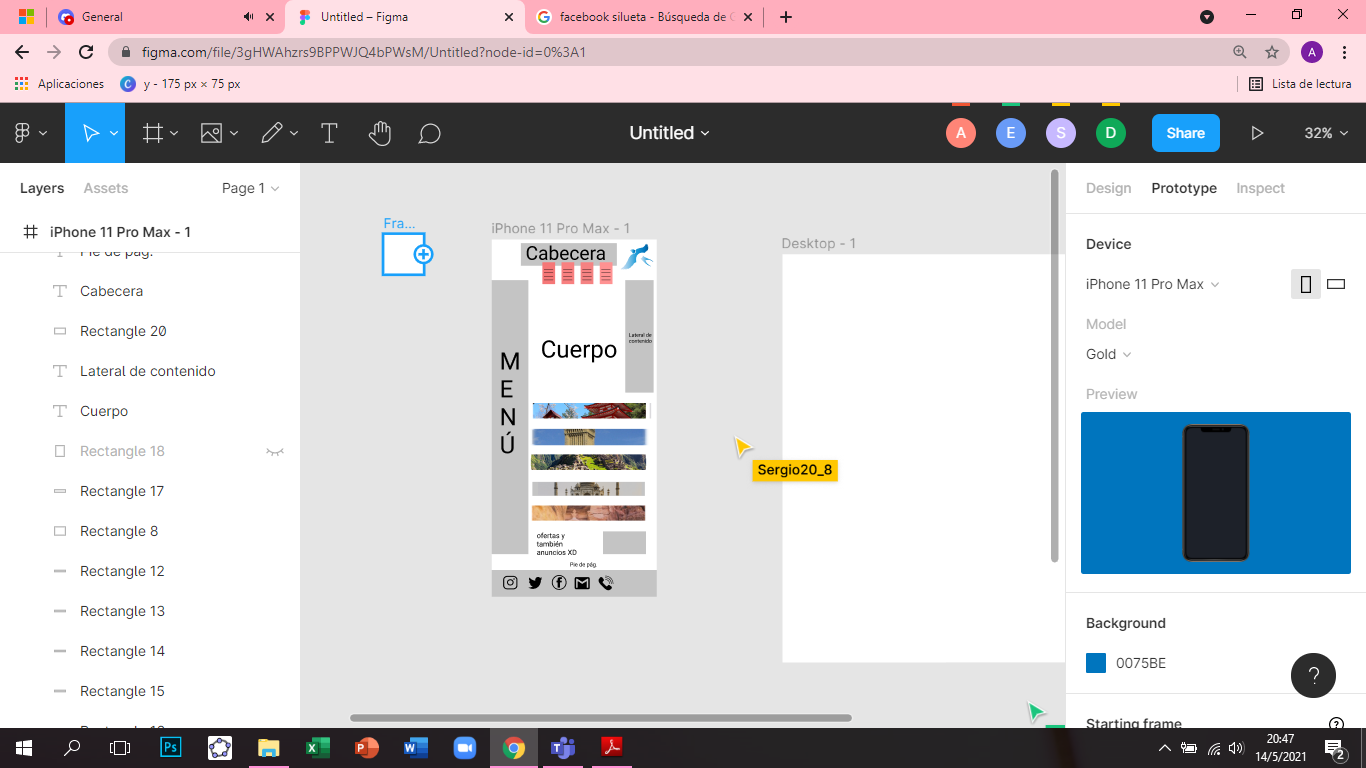 General
Untitled – Figma
facebook silueta - Búsqueda de G
figma.com/file/3gHWAhzrs9BPPWJQ4bPWsM/Untitled?node-id=0%3A1
A
Aplicaciones
y - 175 px × 75 px
Lista de lectura
T
Untitled
A
E
S
D
Share
32%
Layers
Assets
Page 1
iPhone 11 Pro Max - 1
Pie de pág.
Cabecera
Rectangle 20
Lateral de contenido
Cuerpo
Rectangle 18
Rectangle 17
Rectangle 8
Rectangle 12
Rectangle 13
Rectangle 14
Rectangle 15
Fra...
iPhone 11 Pro Max - 1
Cabecera
Lateral de
contenido
Cuerpo
M
E
N
Ú
ofertas y
también
anuncios XD
Pie de pág.
Desktop - 1
Sergio20_8
Design
Prototype
Inspect
Device
iPhone 11 Pro Max
Model
Gold
Preview
Background
0075BE
?
Starting frame
Ps
20:47
14/5/2021
2